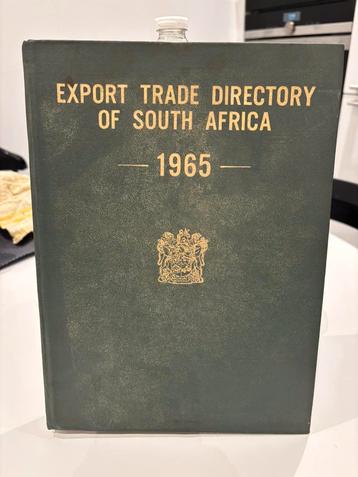 EXPORT TRADE DIRECTORY
OF SOUTH AFRICA
— 1965 —